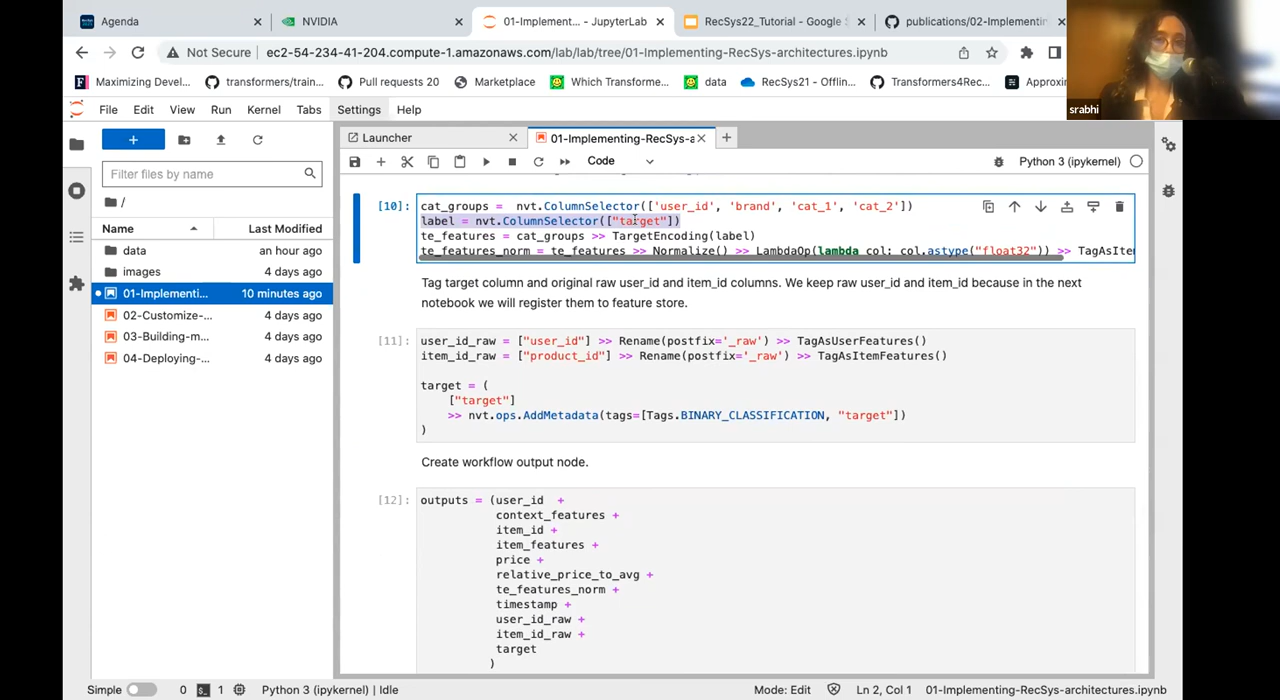 Agenda
NVIDIA
01-Implement... - JupyterLab
RecSys22_Tutorial - Google S
publications/02-Implementin
Not Secure ec2-54-234-41-204.compute-1.amazonaws.com/lab/lab/tree/01-Implementing-RecSys-architectures.ipynb
Maximizing Devel...
transformers/train...
Pull requests 20
Marketplace
Which Transforme...
data
RecSys21 - Offlin...
Transformers4Rec...
Approxim
srabhi
File Edit View Run Kernel Tabs Settings Help
Launcher
01-Implementing-RecSys-a
Code
Python 3 (ipykernel)
Filter files by name
/
Name Last Modified
data an hour ago
images 4 days ago
01-Implementi... 10 minutes ago
02-Customize-... 4 days ago
03-Building-m... 4 days ago
04-Deploying-... 4 days ago
[10]: cat_groups = nvt.ColumnSelector(['user_id', 'brand', 'cat_1', 'cat_2'])
label = nvt.ColumnSelector(["target"])
te_features = cat_groups >> TargetEncoding(label)
te_features_norm = te_features >> Normalize() >> LambdaOp(lambda col: col.astype("float32")) >> TagAsIte
Tag target column and original raw user_id and item_id columns. We keep raw user_id and item_id because in the next
notebook we will register them to feature store.
[11]: user_id_raw = ["user_id"] >> Rename(postfix='_raw') >> TagAsUserFeatures()
item_id_raw = ["product_id"] >> Rename(postfix='_raw') >> TagAsItemFeatures()
target = (
["target"]
>> nvt.ops.AddMetadata(tags=[Tags.BINARY_CLASSIFICATION, "target"])
)
Create workflow output node.
[12]: outputs = (user_id +
context_features +
item_id +
item_features +
price +
relative_price_to_avg +
te_features_norm +
timestamp +
user_id_raw +
item_id_raw +
target
)
Simple 0 1 Python 3 (ipykernel) | Idle Mode: Edit Ln 2, Col 1 01-Implementing-RecSys-architectures.ipynb